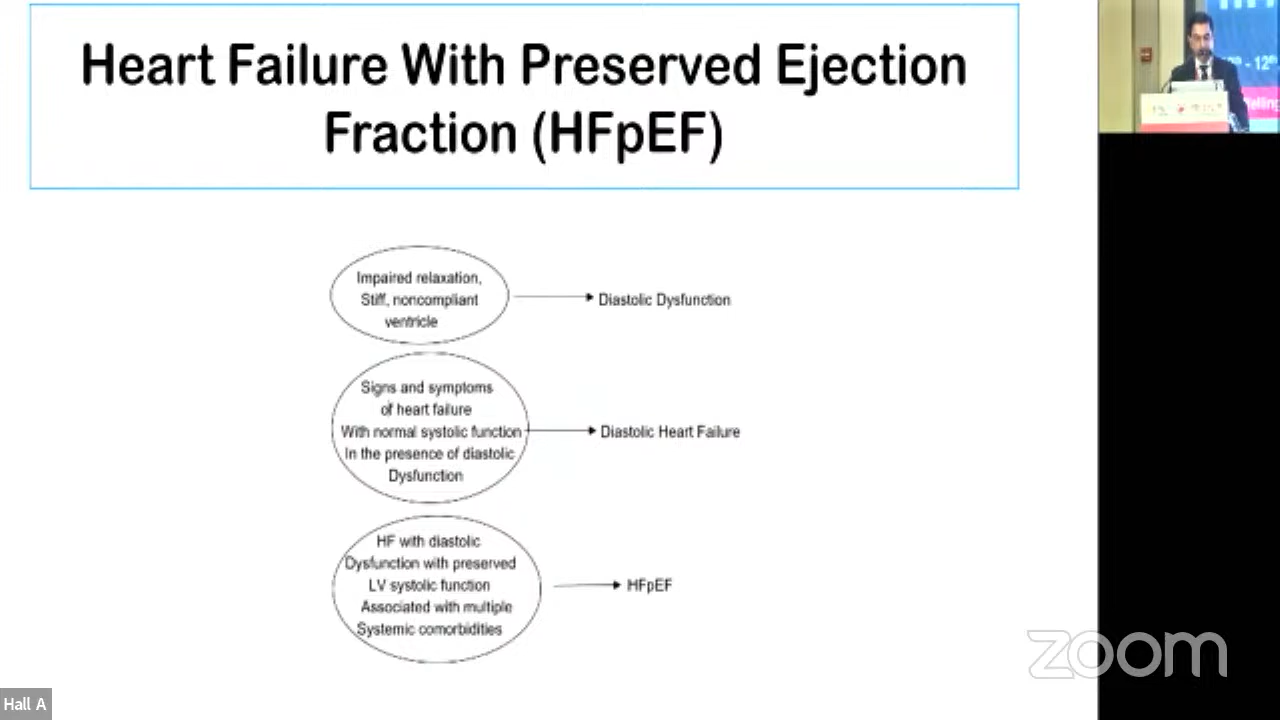 Heart Failure With Preserved Ejection
Fraction (HFpEF)
Impaired relaxation,
Stiff, noncompliant
ventricle
Diastolic Dysfunction
Signs and symptoms
of heart failure
With normal systolic function
In the presence of diastolic
Dysfunction
Diastolic Heart Failure
HF with diastolic
Dysfunction with preserved
LV systolic function
Associated with multiple
Systemic comorbidities
HFpEF
zoom
Hall A
- 12th